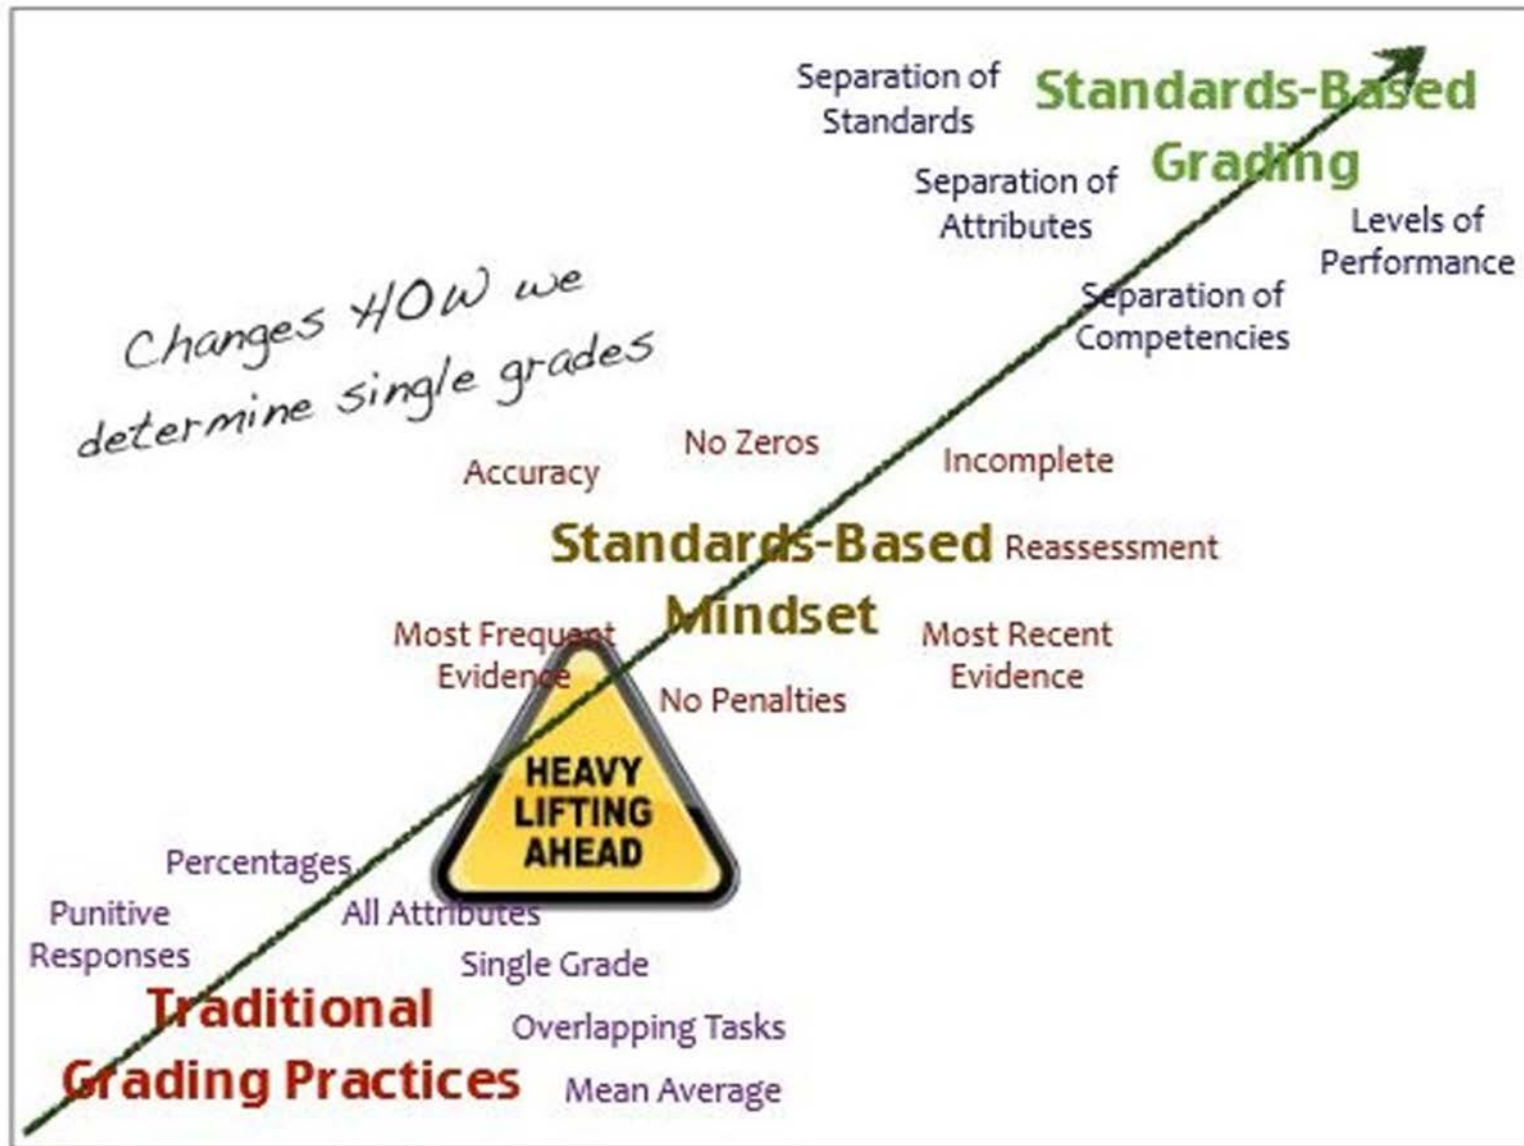 Separation of
Standards
Standards-Based
Grading
Separation of
Attributes
Levels of
Performance
Separation of
Competencies
Changes HOW we
determine single grades
No Zeros
Accuracy
Incomplete
Standards-Based
Mindset
Reassessment
Most Frequent
Evidence
Most Recent
Evidence
No Penalties
HEAVY
LIFTING
AHEAD
Percentages
Punitive
Responses
All Attributes
Single Grade
Traditional
Grading Practices
Overlapping Tasks
Mean Average